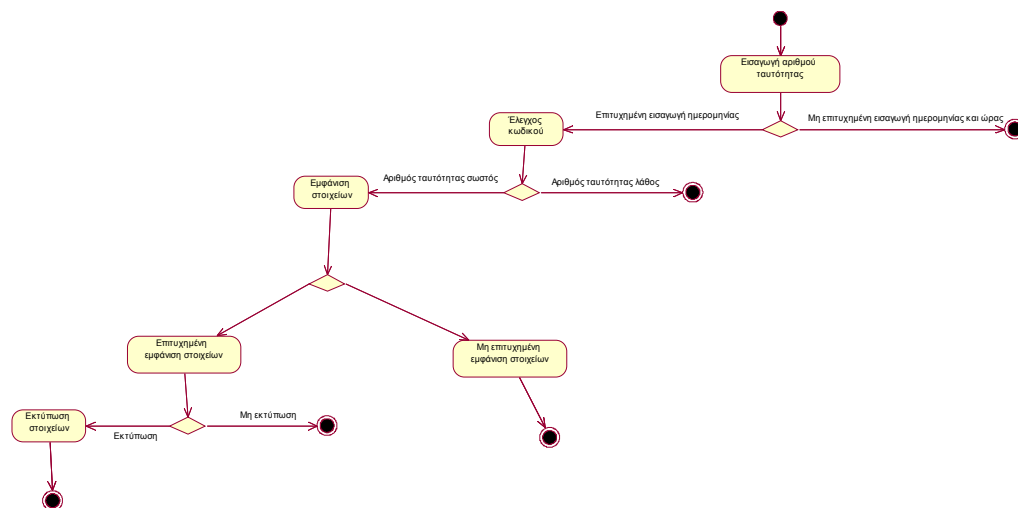 Εισαγωγή αριθμού
ταυτότητας
Επιτυχημένη εισαγωγή ημερομηνίας
Μη επιτυχημένη εισαγωγή ημερομηνίας και ώρας
Έλεγχος
κωδικού
Αριθμός ταυτότητας σωστός
Αριθμός ταυτότητας λάθος
Εμφάνιση
στοιχείων
Επιτυχημένη
εμφάνιση στοιχείων
Μη επιτυχημένη
εμφάνιση στοιχείων
Εκτύπωση
στοιχείων
Εκτύπωση
Μη εκτύπωση